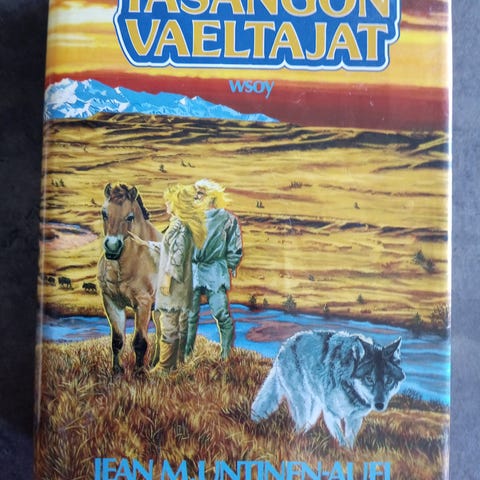 TASANGON
VAELTAJAT
wsoy
JEAN M. UNTINEN-AUEL